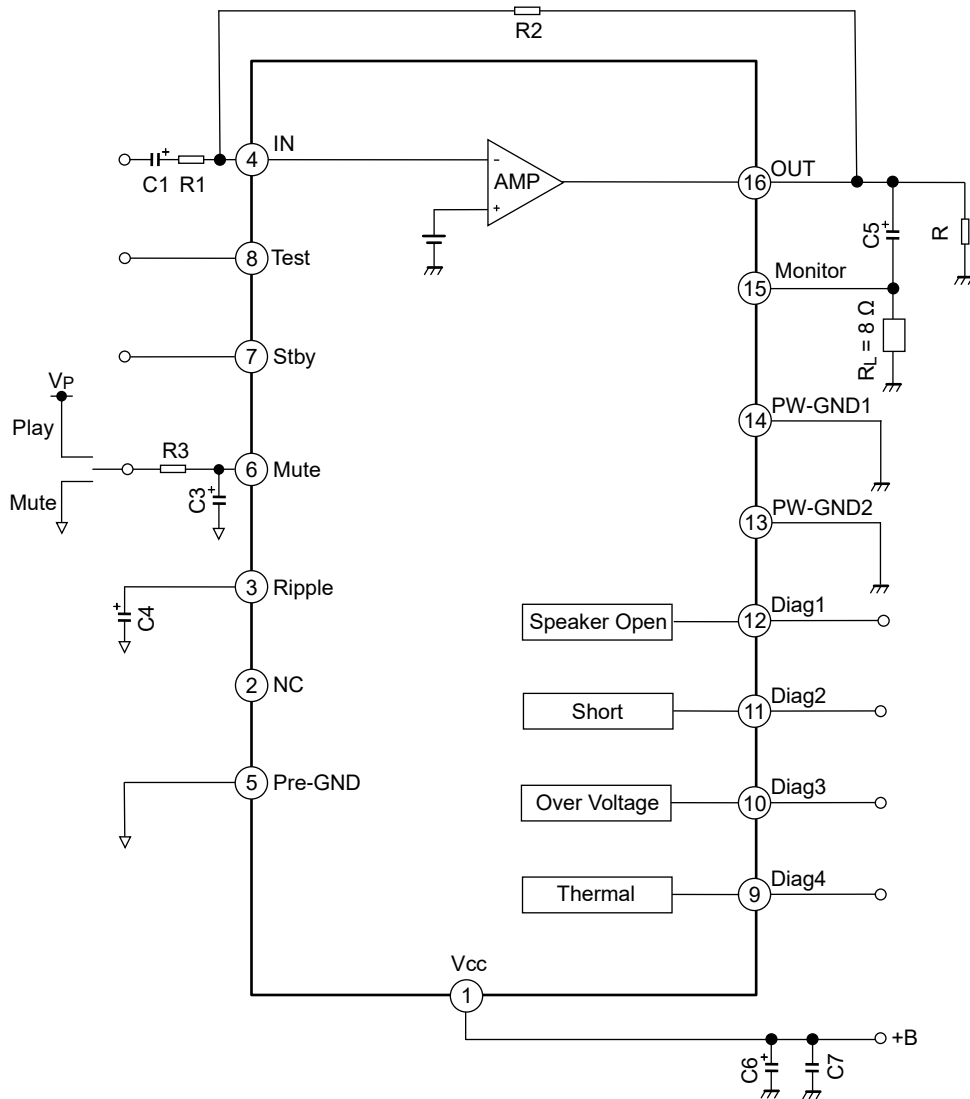 R2
IN
4
C1
+
R1
-
AMP
+
16
OUT
C5
+
R
8
Test
15
Monitor
RL = 8 Ω
7
Stby
VP
Play
R3
6
Mute
C3
+
Mute
14
PW-GND1
13
PW-GND2
3
Ripple
+
C4
Speaker Open
12
Diag1
2
NC
Short
11
Diag2
5
Pre-GND
Over Voltage
10
Diag3
Thermal
9
Diag4
Vcc
1
+B
C6
+
C7